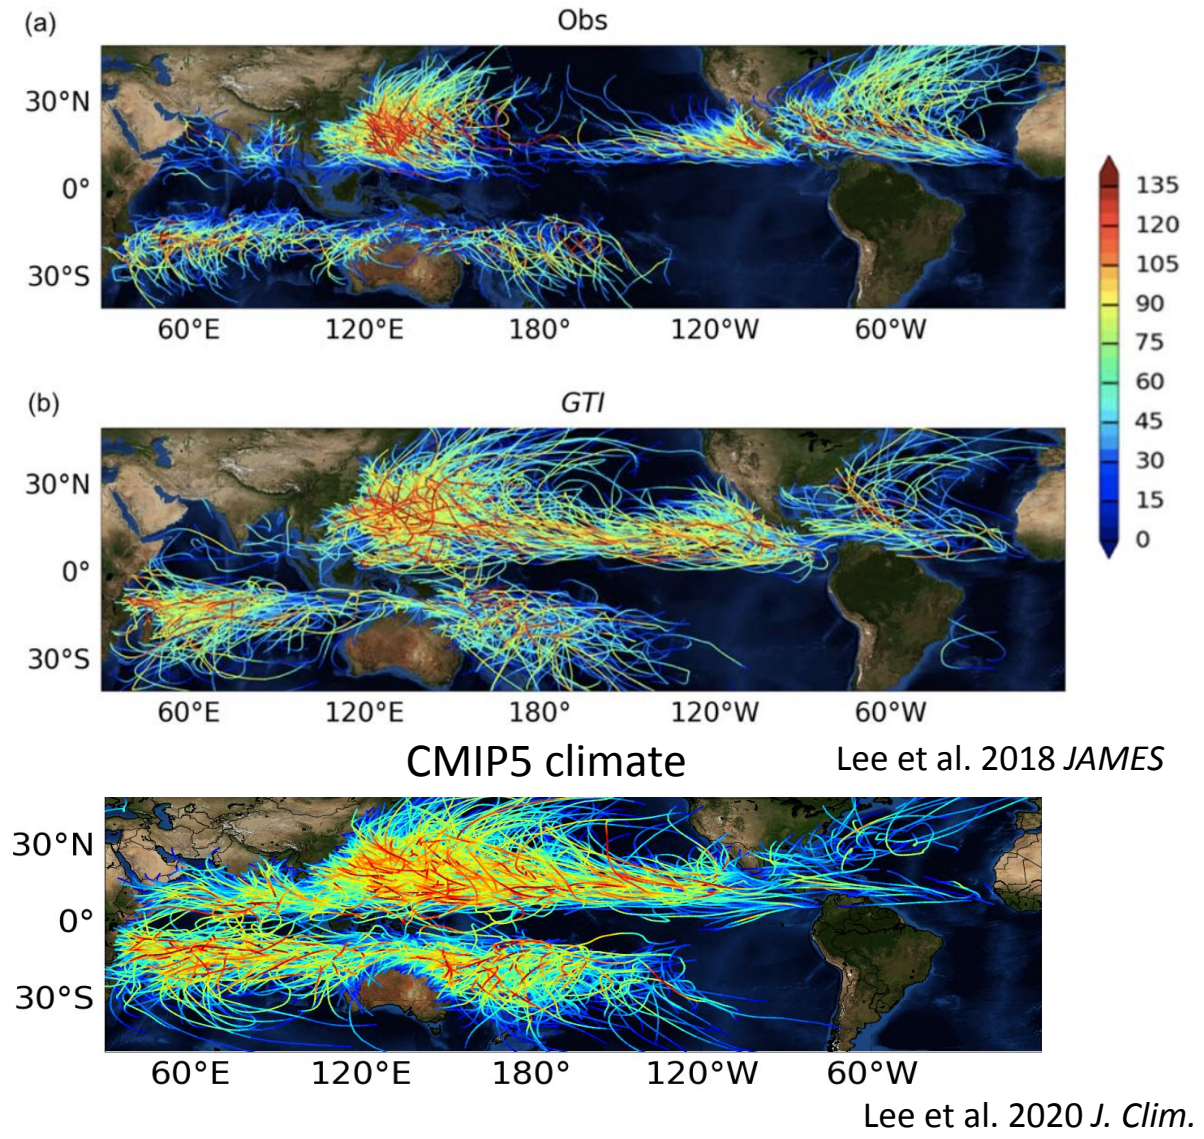 (a)
Obs
30°N
0°
30°S
60°E 120°E 180° 120°W 60°W
135
120
105
90
75
60
45
30
15
0
(b)
GTI
30°N
0°
30°S
60°E 120°E 180° 120°W 60°W
CMIP5 climate
Lee et al. 2018 JAMES
30°N
0°
30°S
60°E 120°E 180° 120°W 60°W
Lee et al. 2020 J. Clim.